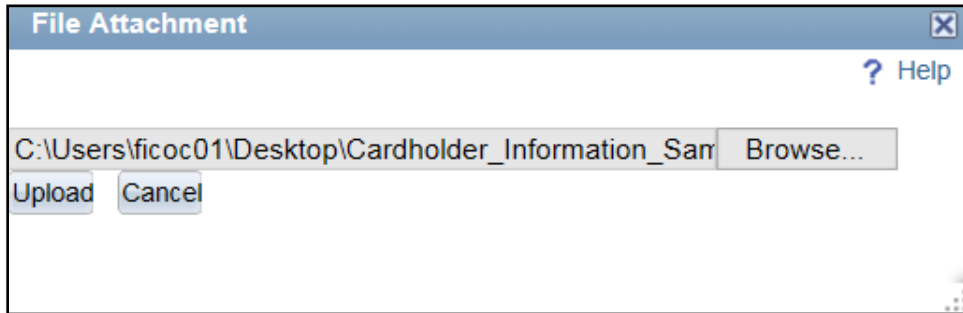 File Attachment
? Help
C:\Users\ficoc01\Desktop\Cardholder_Information_Sam Browse...
Upload Cancel